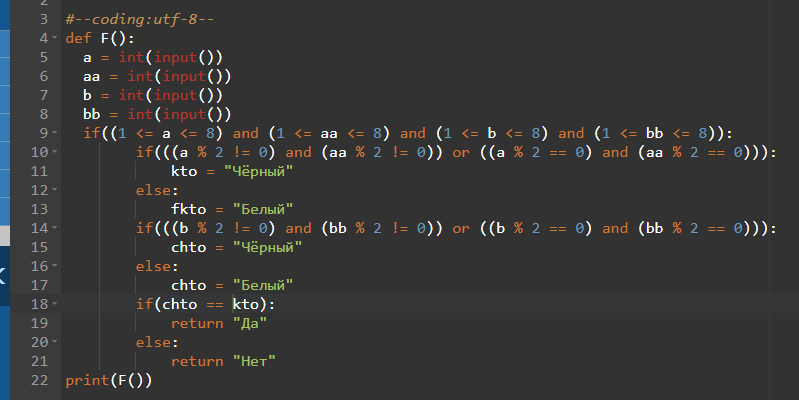 2
3 #--coding:utf-8--
4 def F():
5 a = int(input())
6 aa = int(input())
7 b = int(input())
8 bb = int(input())
9 if((1 <= a <= 8) and (1 <= aa <= 8) and (1 <= b <= 8) and (1 <= bb <= 8)):
10 if(((a % 2 != 0) and (aa % 2 != 0)) or ((a % 2 == 0) and (aa % 2 == 0))):
11 kto = "Чёрный"
12 else:
13 fkto = "Белый"
14 if(((b % 2 != 0) and (bb % 2 != 0)) or ((b % 2 == 0) and (bb % 2 == 0))):
15 chto = "Чёрный"
16 else:
17 chto = "Белый"
18 if(chto == kto):
19 return "Да"
20 else:
21 return "Нет"
22 print(F())